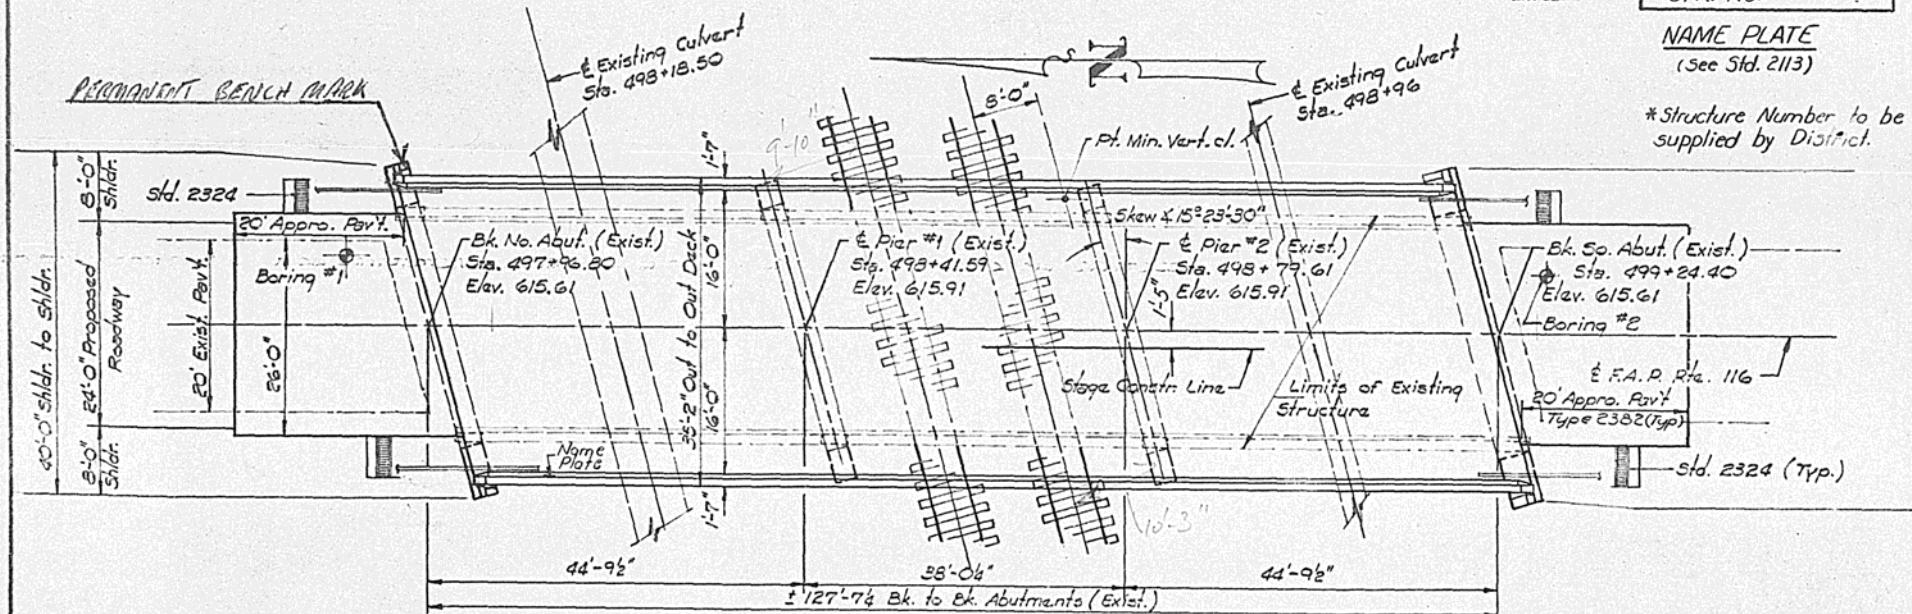 NAME PLATE
(See Std. 2113)
*Structure Number to be
supplied by District.
PERMANENT BENCH MARK
℄ Existing Culvert
Sta. 498+18.50
℄ Existing Culvert
Sta. 498+96
8'-0"
9'-10"
1'-7"
Pt. Min. Vert. cl.
8'-0"
Shldr.
Std. 2324
20' Appro. Pav't.
Boring #1
Bk. No. Abut. (Exist.)
Sta. 497+96.80
Elev. 615.61
16'-0"
35'-2" Out to Out Deck
16'-0"
1'-7"
℄ Pier #1 (Exist.)
Sta. 498+41.59
Elev. 615.91
Skew ∡ 15°-23'-30"
℄ Pier #2 (Exist.)
Sta. 498+79.61
Elev. 615.91
1'-5"
Bk. So. Abut. (Exist.)
Sta. 499+24.40
Elev. 615.61
Boring #2
40'-0" Shldr. to Shldr.
24'-0" Proposed
Roadway
20' Exist. Pav't.
26'-0"
8'-0"
Shldr.
Stage Constr. Line
Limits of Existing
Structure
℄ F.A.P. Rte. 116
20' Appro. Pav't
Type 2382 (Typ)
Name
Plate
Std. 2324 (Typ.)
10'-3"
44'-9½"
38'-0¼"
44'-9½"
± 127'-7¼ Bk. to Bk. Abutments (Exist.)